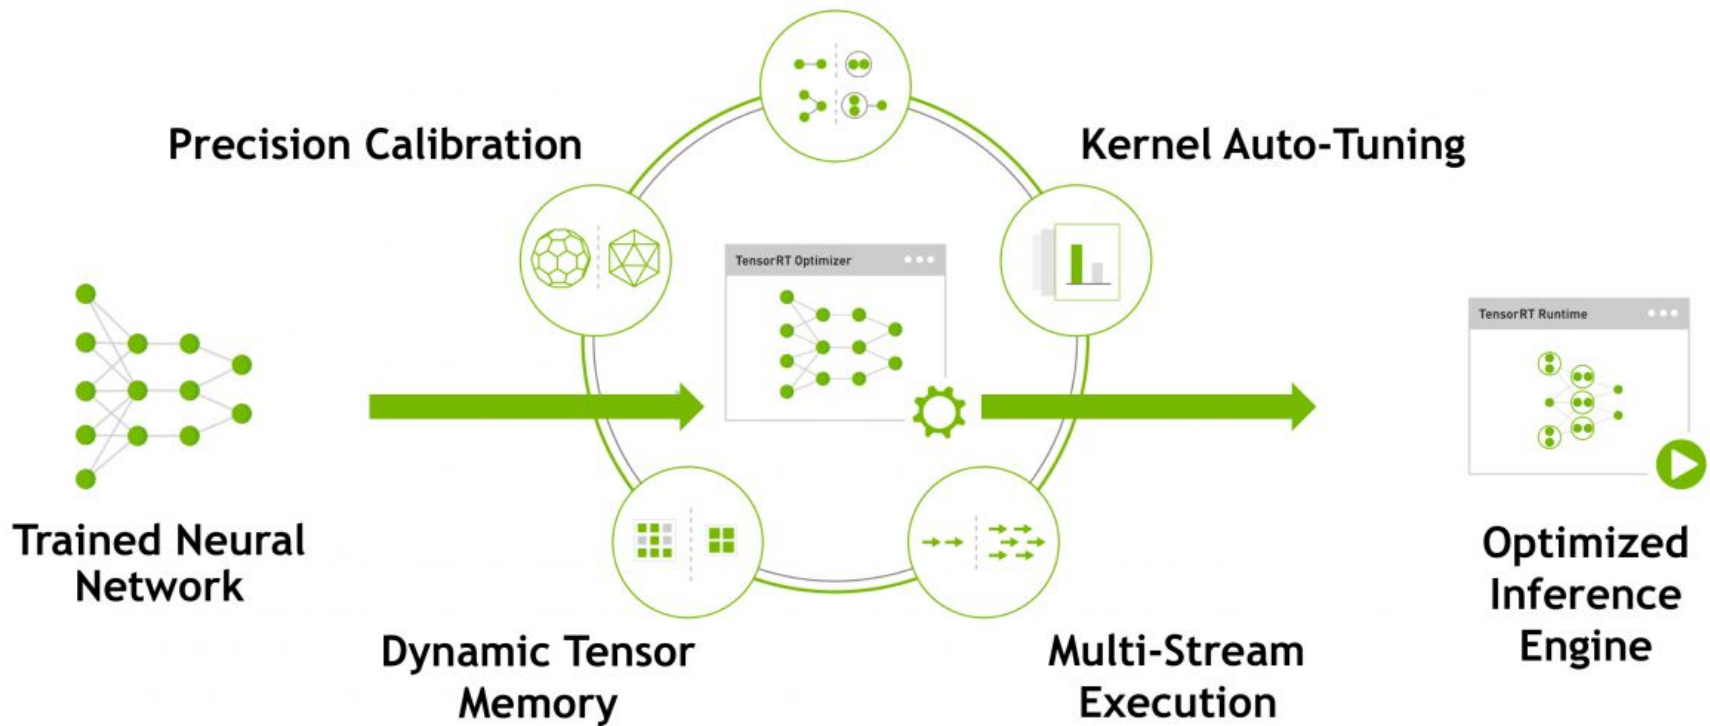 Precision Calibration
Kernel Auto-Tuning
TensorRT Optimizer
TensorRT Runtime
Trained Neural
Network
Dynamic Tensor
Memory
Multi-Stream
Execution
Optimized
Inference
Engine